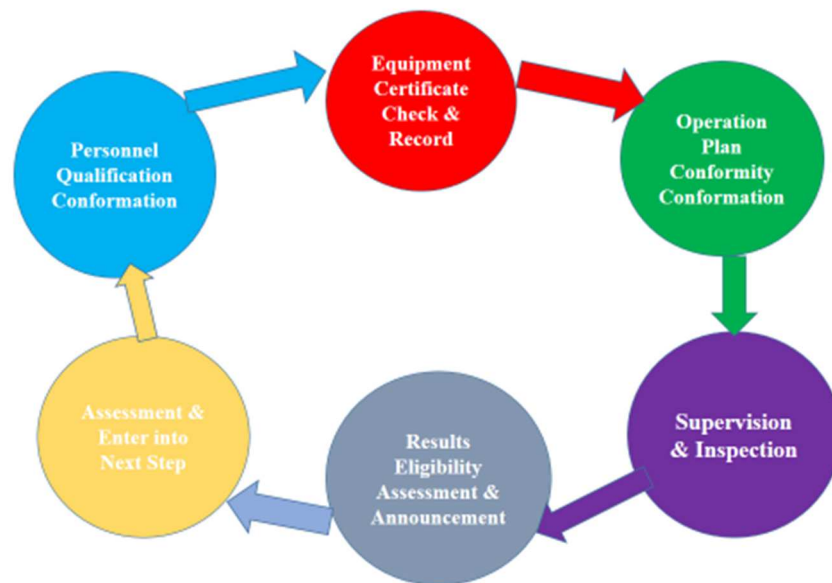 Equipment
Certificate
Check &
Record
Operation
Plan
Conformity
Conformation
Supervision
& Inspection
Results
Eligibility
Assessment &
Announcement
Assessment &
Enter into
Next Step
Personnel
Qualification
Conformation